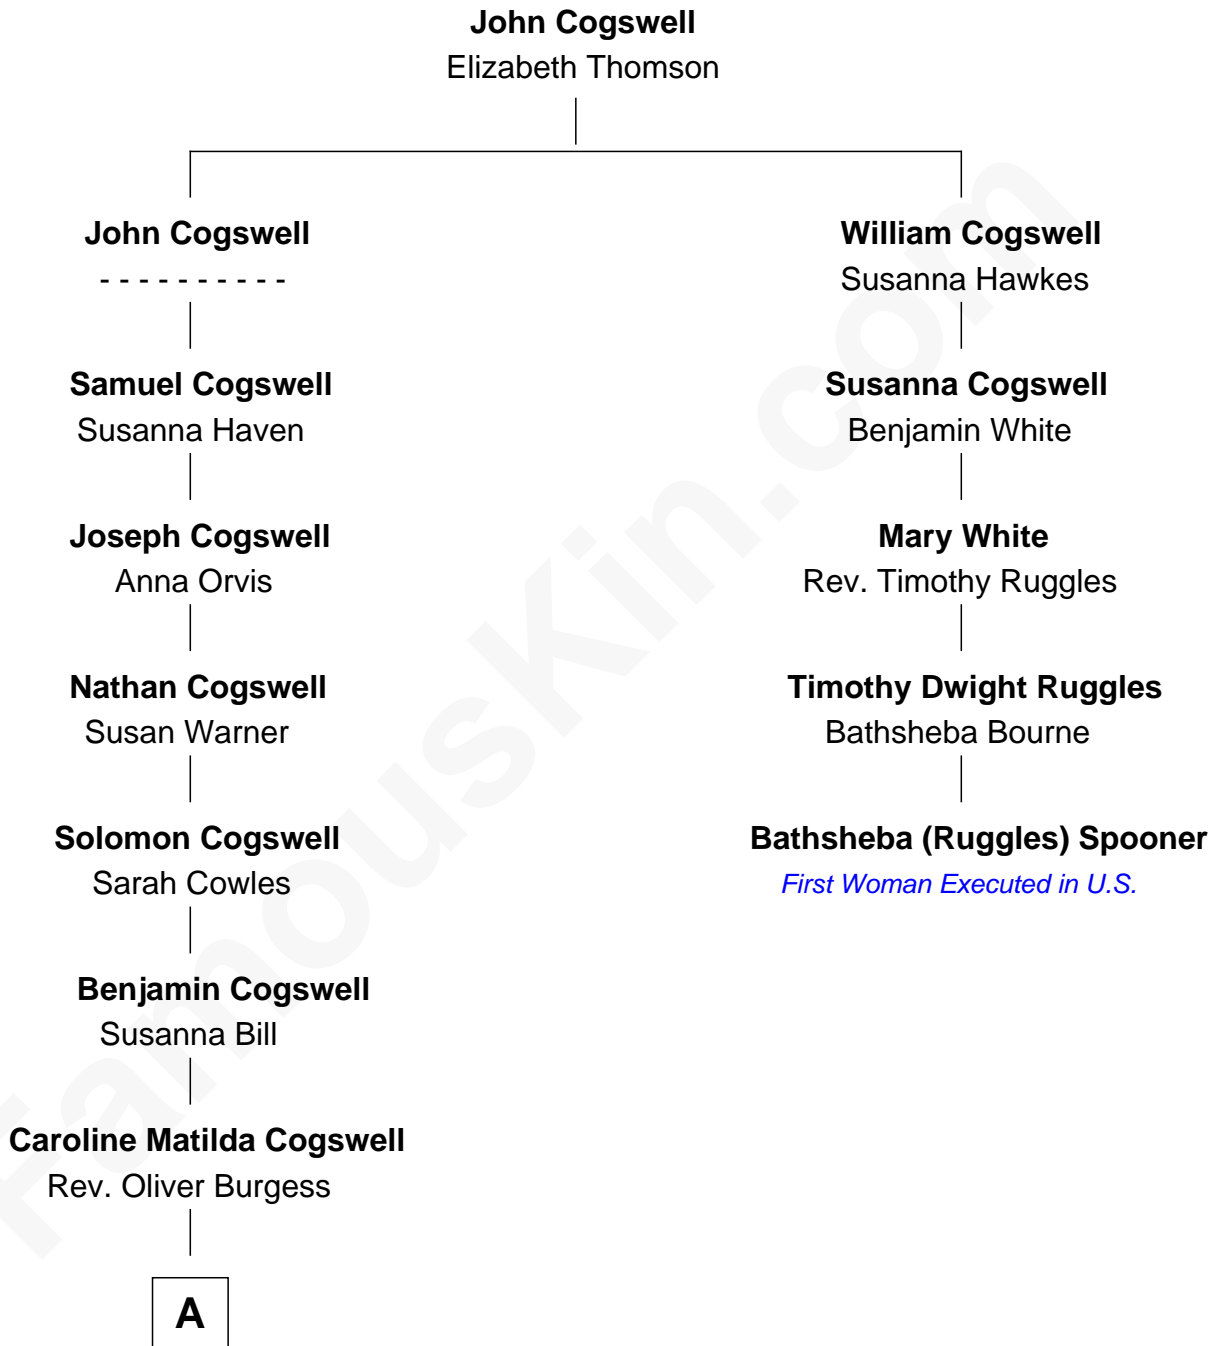 John Cogswell
Elizabeth Thomson
John Cogswell
- - - - - - - - - -
Samuel Cogswell
Susanna Haven
Joseph Cogswell
Anna Orvis
Nathan Cogswell
Susan Warner
Solomon Cogswell
Sarah Cowles
Benjamin Cogswell
Susanna Bill
Caroline Matilda Cogswell
Rev. Oliver Burgess
A
William Cogswell
Susanna Hawkes
Susanna Cogswell
Benjamin White
Mary White
Rev. Timothy Ruggles
Timothy Dwight Ruggles
Bathsheba Bourne
Bathsheba (Ruggles) Spooner
First Woman Executed in U.S.
FamousKin.com